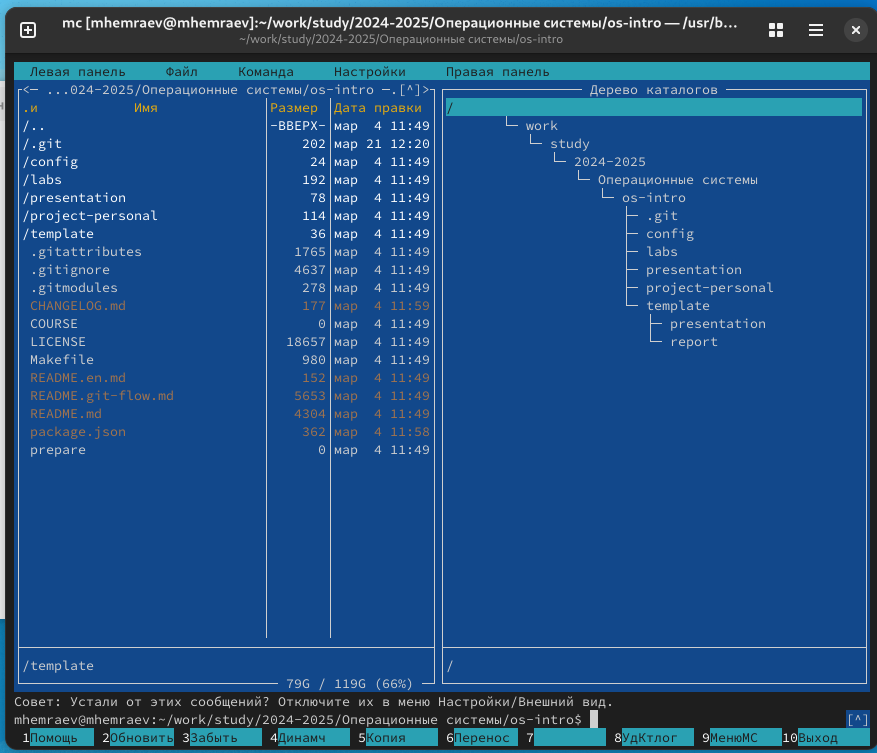 mc [mhemraev@mhemraev]:~/work/study/2024-2025/Операционные системы/os-intro — /usr/b...
~/work/study/2024-2025/Операционные системы/os-intro
Левая панель Файл Команда Настройки Правая панель
<─ ...024-2025/Операционные системы/os-intro ─.[^]>
.и Имя Размер Дата правки
/.. -ВВЕРХ- мар 4 11:49
/.git 202 мар 21 12:20
/config 24 мар 4 11:49
/labs 192 мар 4 11:49
/presentation 78 мар 4 11:49
/project-personal 114 мар 4 11:49
/template 36 мар 4 11:49
.gitattributes 1765 мар 4 11:49
.gitignore 4637 мар 4 11:49
.gitmodules 278 мар 4 11:49
CHANGELOG.md 177 мар 4 11:59
COURSE 0 мар 4 11:49
LICENSE 18657 мар 4 11:49
Makefile 980 мар 4 11:49
README.en.md 152 мар 4 11:49
README.git-flow.md 5653 мар 4 11:49
README.md 4304 мар 4 11:49
package.json 362 мар 4 11:58
prepare 0 мар 4 11:49
/template
79G / 119G (66%)
Дерево каталогов
/
work
study
2024-2025
Операционные системы
os-intro
.git
config
labs
presentation
project-personal
template
presentation
report
/
Совет: Устали от этих сообщений? Отключите их в меню Настройки/Внешний вид.
mhemraev@mhemraev:~/work/study/2024-2025/Операционные системы/os-intro$ [^]
1Помощь 2Обновить 3Забыть 4Динамч 5Копия 6Перенос 7 8УдКтлог 9МенюМС 10Выход